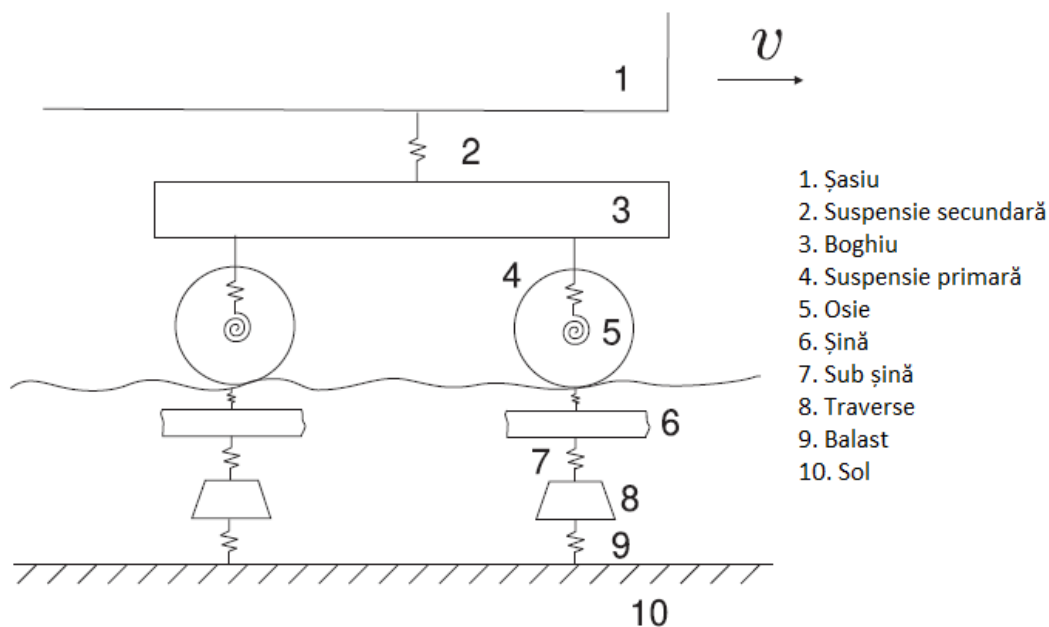 v
1
2
3
4
5
6
7
8
9
10
1. Șasiu
2. Suspensie secundară
3. Boghiu
4. Suspensie primară
5. Osie
6. Șină
7. Sub șină
8. Traverse
9. Balast
10. Sol